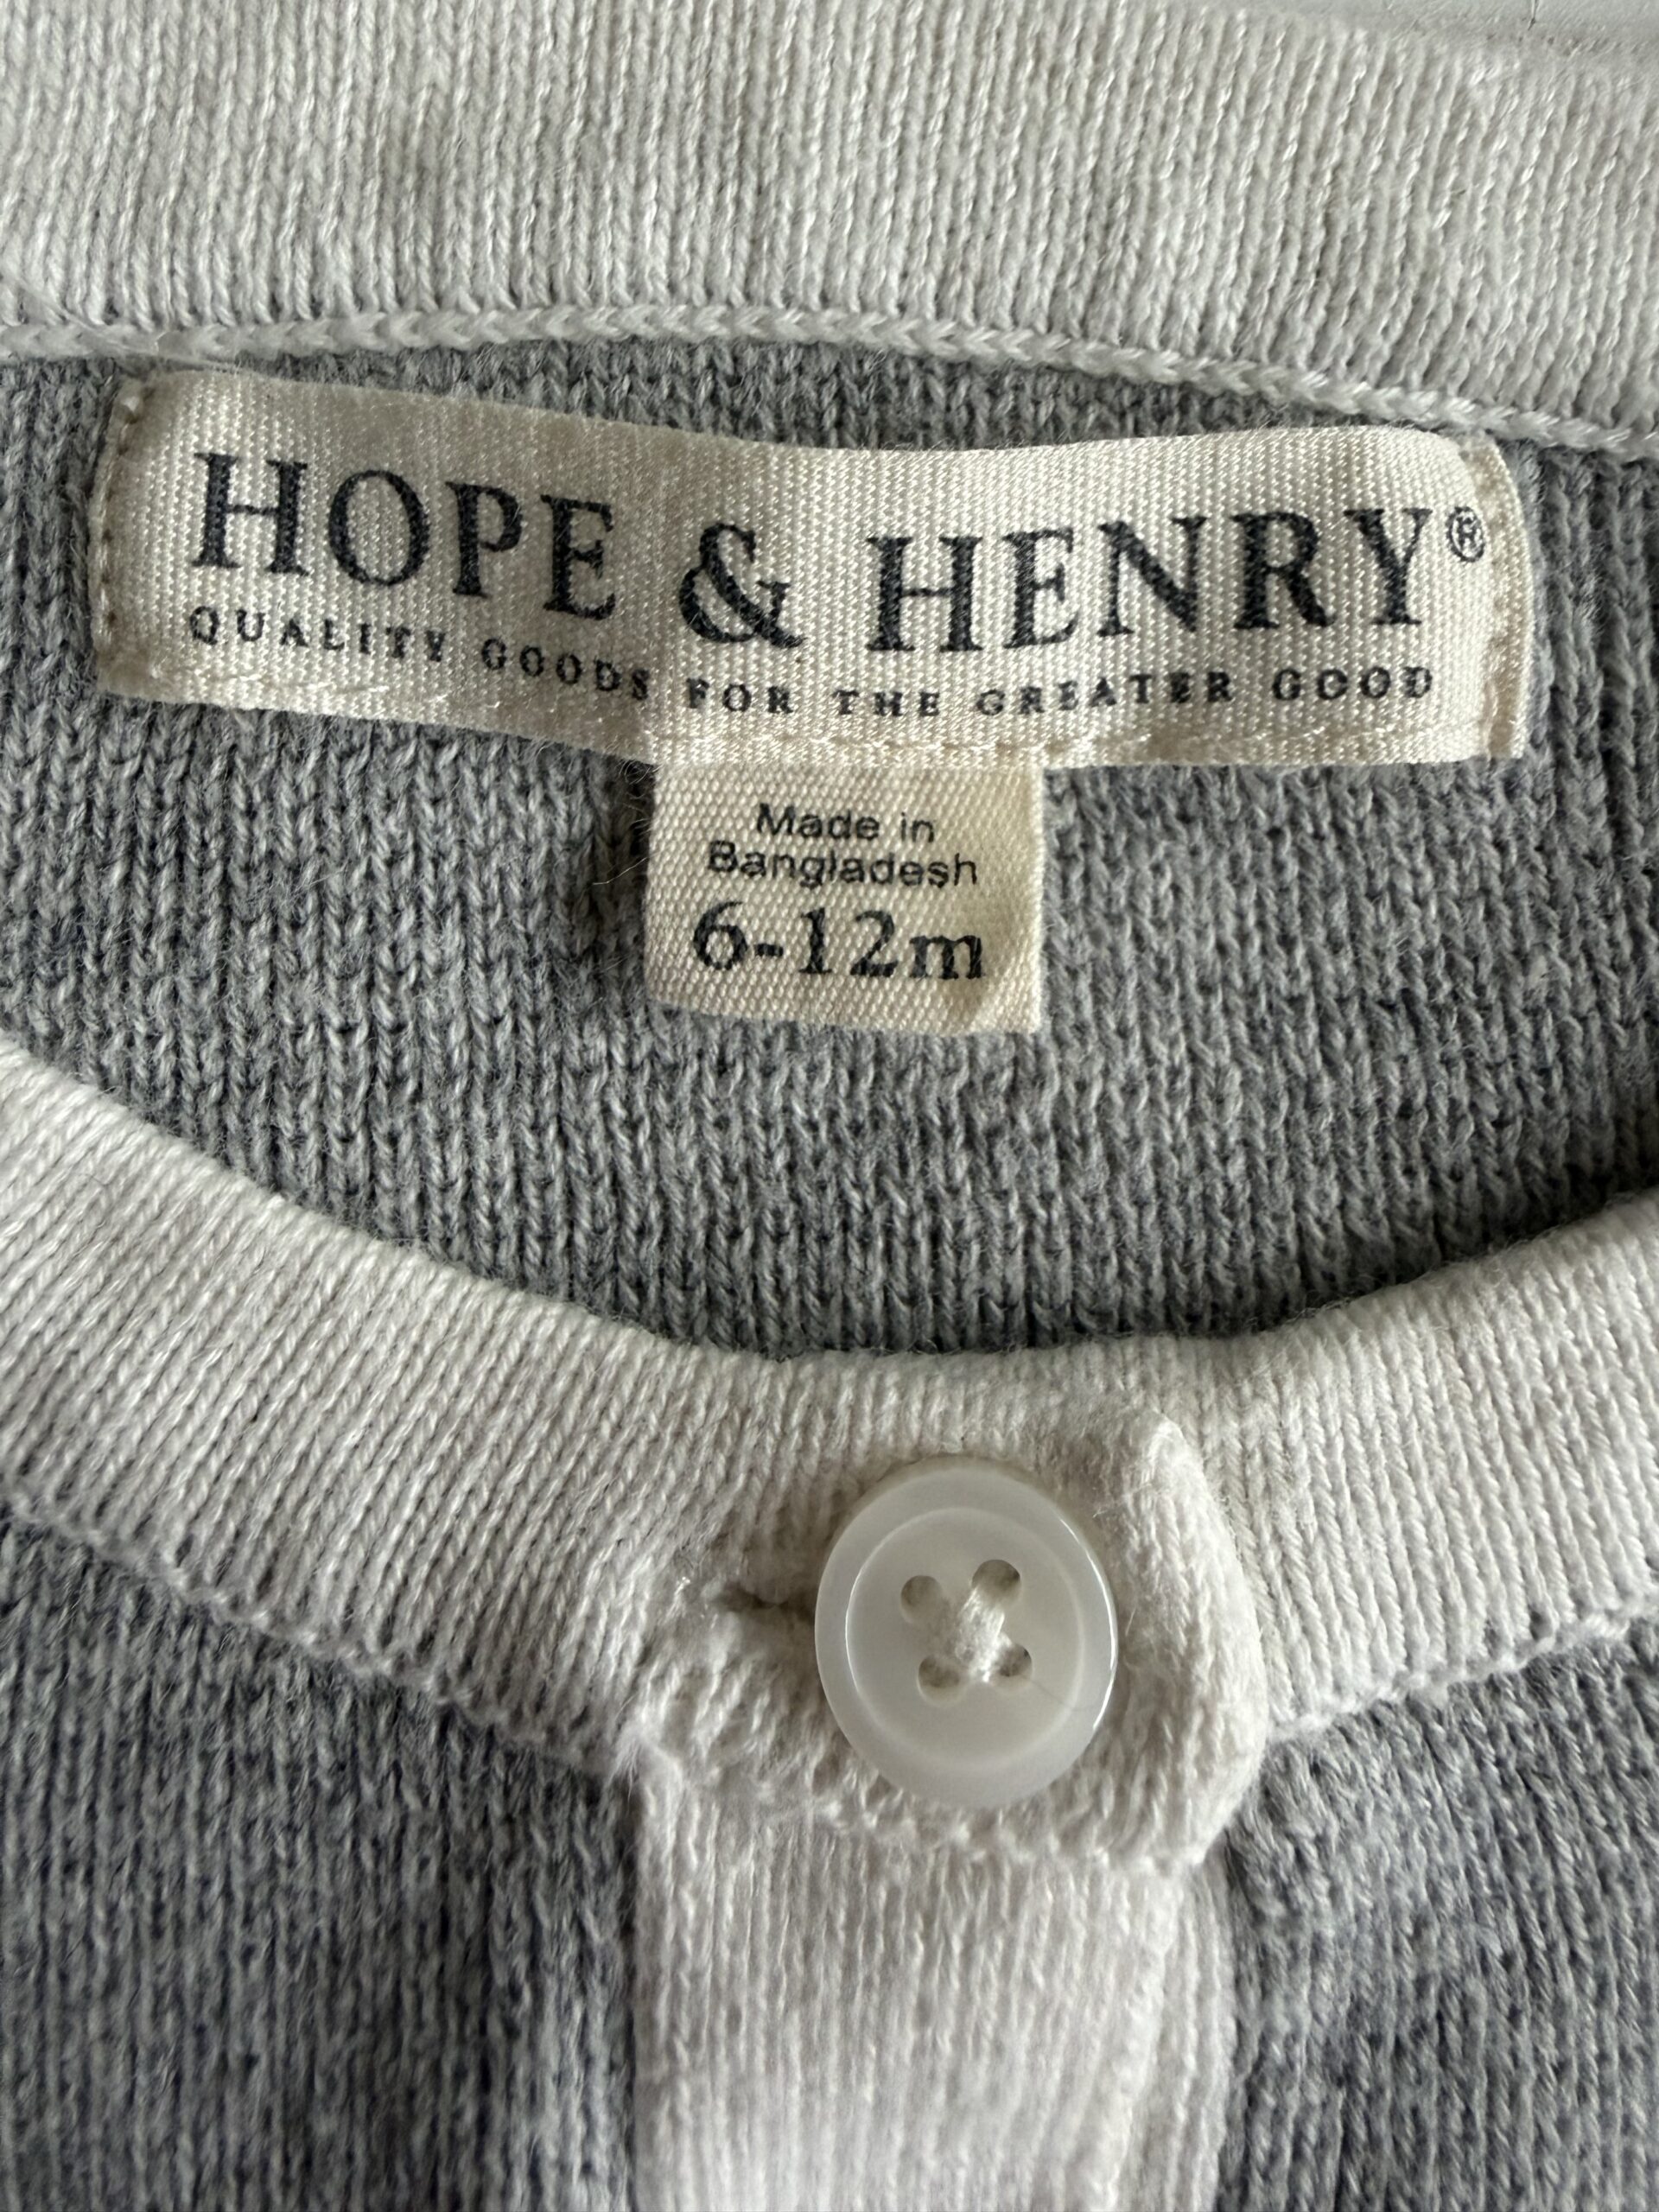 HOPE & HENRY®
QUALITY GOODS FOR THE GREATER GOOD
Made in
Bangladesh
6-12m